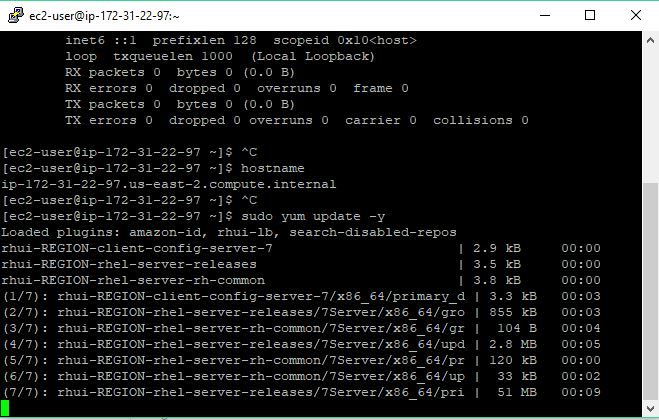 ec2-user@ip-172-31-22-97:~
inet6 ::1  prefixlen 128  scopeid 0x10<host>
loop  txqueuelen 1000  (Local Loopback)
RX packets 0  bytes 0 (0.0 B)
RX errors 0  dropped 0  overruns 0  frame 0
TX packets 0  bytes 0 (0.0 B)
TX errors 0  dropped 0 overruns 0  carrier 0  collisions 0
[ec2-user@ip-172-31-22-97 ~]$ ^C
[ec2-user@ip-172-31-22-97 ~]$ hostname
ip-172-31-22-97.us-east-2.compute.internal
[ec2-user@ip-172-31-22-97 ~]$ ^C
[ec2-user@ip-172-31-22-97 ~]$ sudo yum update -y
Loaded plugins: amazon-id, rhui-lb, search-disabled-repos
rhui-REGION-client-config-server-7 | 2.9 kB 00:00
rhui-REGION-rhel-server-releases | 3.5 kB 00:00
rhui-REGION-rhel-server-rh-common | 3.8 kB 00:00
(1/7): rhui-REGION-client-config-server-7/x86_64/primary_d | 3.3 kB 00:03
(2/7): rhui-REGION-rhel-server-releases/7Server/x86_64/gro | 855 kB 00:03
(3/7): rhui-REGION-rhel-server-rh-common/7Server/x86_64/gr | 104 B 00:04
(4/7): rhui-REGION-rhel-server-releases/7Server/x86_64/upd | 2.8 MB 00:05
(5/7): rhui-REGION-rhel-server-rh-common/7Server/x86_64/pr | 120 kB 00:00
(6/7): rhui-REGION-rhel-server-rh-common/7Server/x86_64/up | 33 kB 00:02
(7/7): rhui-REGION-rhel-server-releases/7Server/x86_64/pri | 51 MB 00:09